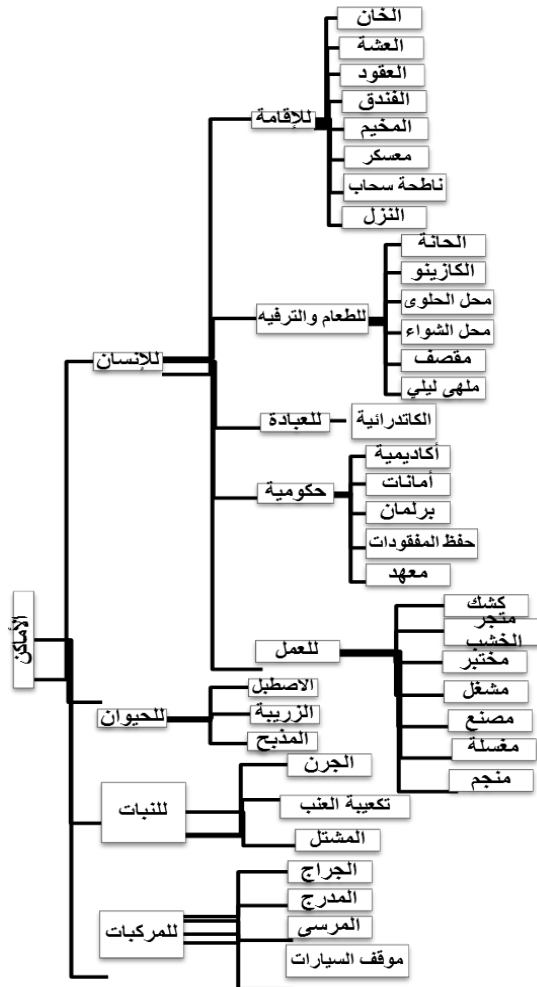 الأماكن
للإنسان
للإقامة
الخان
العشة
العقود
الفندق
المخيم
معسكر
ناطحة سحاب
النزل
للطعام والترفيه
الحانة
الكازينو
محل الحلوى
محل الشواء
مقصف
ملهى ليلي
للعبادة
الكاتدرائية
حكومية
أكاديمية
أمانات
برلمان
حفظ المفقودات
معهد
للعمل
كشك
متجر
الخشب
مختبر
مشغل
مصنع
مغسلة
منجم
للحيوان
الاصطبل
الزريبة
المذبح
للنبات
الجرن
تكعيبة العنب
المشتل
للمركبات
الجراج
المدرج
المرسي
موقف السيارات